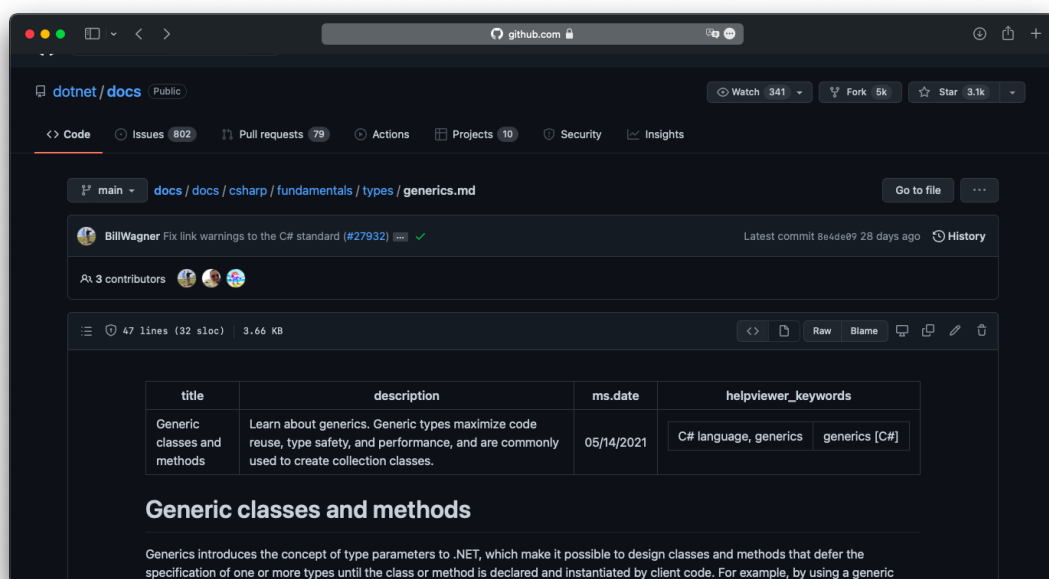 github.com
dotnet / docs Public
Watch 341
Fork 5k
Star 3.1k
Code
Issues 802
Pull requests 79
Actions
Projects 10
Security
Insights
main
docs / docs / csharp / fundamentals / types / generics.md
Go to file
...
BillWagner Fix link warnings to the C# standard (#27932) ...
Latest commit 8e4de09 28 days ago
History
3 contributors
47 lines (32 sloc) 3.66 KB
<>
Raw
Blame
title description ms.date helpviewer_keywords
Generic classes and methods
Learn about generics. Generic types maximize code
reuse, type safety, and performance, and are commonly
used to create collection classes.
05/14/2021
C# language, generics
generics [C#]
Generic classes and methods
Generics introduces the concept of type parameters to .NET, which make it possible to design classes and methods that defer the
specification of one or more types until the class or method is declared and instantiated by client code. For example, by using a generic